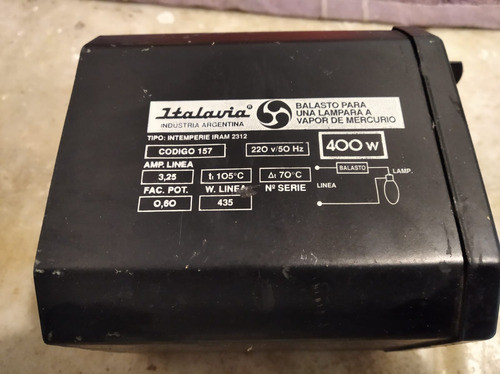 Italavia®
INDUSTRIA ARGENTINA
BALASTO PARA
UNA LAMPARA A
VAPOR DE MERCURIO
TIPO: INTEMPERIE IRAM 2312
CODIGO 157
220 v/50 Hz
400 W
AMP. LINEA
3,25
t₁ 105°C
Δt 70°C
FAC. POT.
W. LINEA
Nº SERIE
0,60
435
BALASTO
LAMP.
LINEA